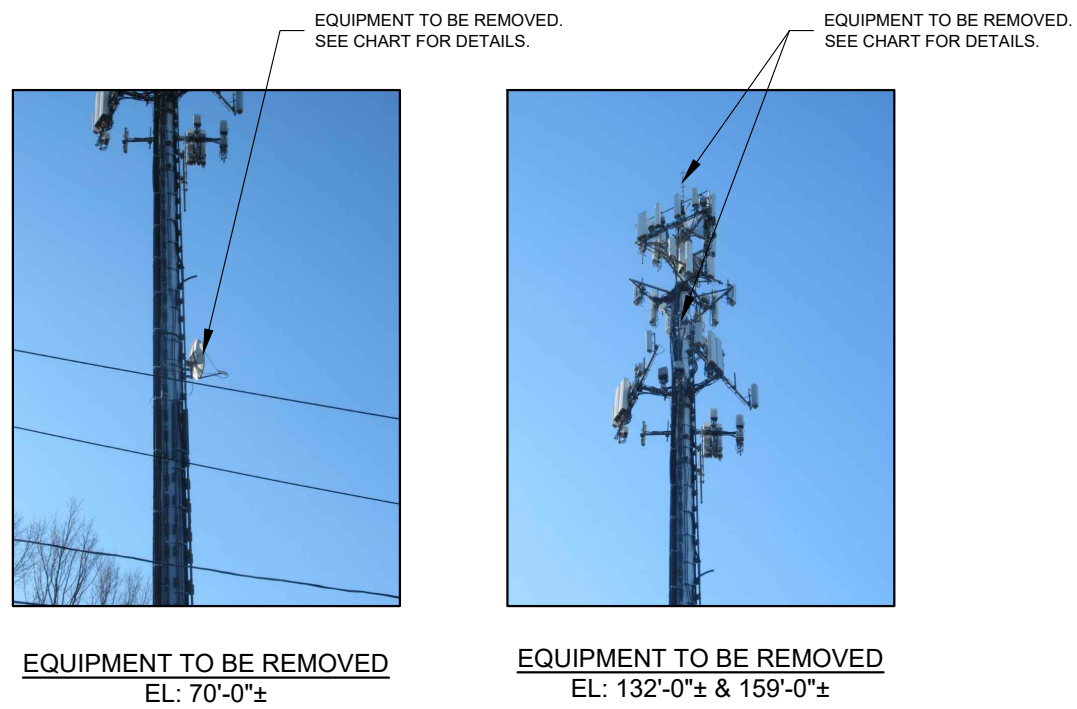 EQUIPMENT TO BE REMOVED.
SEE CHART FOR DETAILS.
EQUIPMENT TO BE REMOVED.
SEE CHART FOR DETAILS.
EQUIPMENT TO BE REMOVED
EL: 70'-0"±
EQUIPMENT TO BE REMOVED
EL: 132'-0"± & 159'-0"±